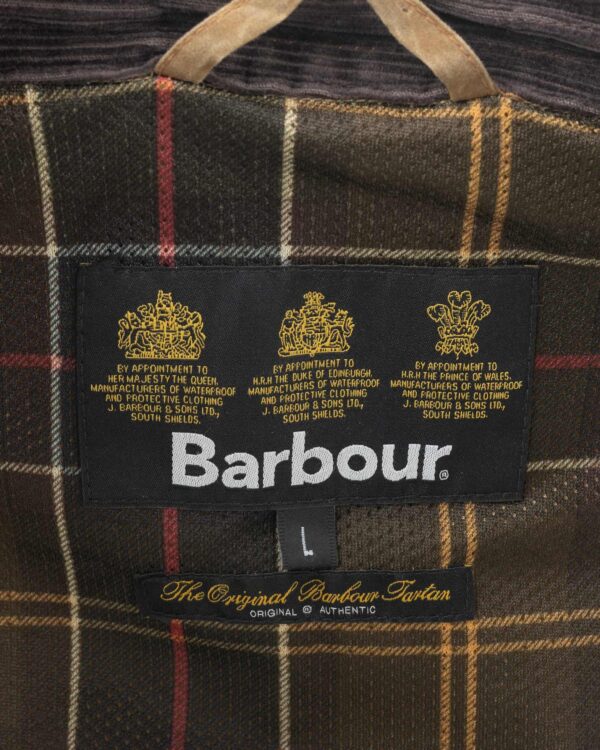 BY APPOINTMENT TO
HER MAJESTY THE QUEEN,
MANUFACTURERS OF WATERPROOF
AND PROTECTIVE CLOTHING
J. BARBOUR & SONS LTD.,
SOUTH SHIELDS.
BY APPOINTMENT TO
H.R.H. THE DUKE OF EDINBURGH,
MANUFACTURERS OF WATERPROOF
AND PROTECTIVE CLOTHING
J. BARBOUR & SONS LTD.,
SOUTH SHIELDS.
BY APPOINTMENT TO
H.R.H. THE PRINCE OF WALES,
MANUFACTURERS OF WATERPROOF
AND PROTECTIVE CLOTHING
J. BARBOUR & SONS LTD.,
SOUTH SHIELDS.
Barbour®
L
The Original Barbour Tartan
ORIGINAL ® AUTHENTIC